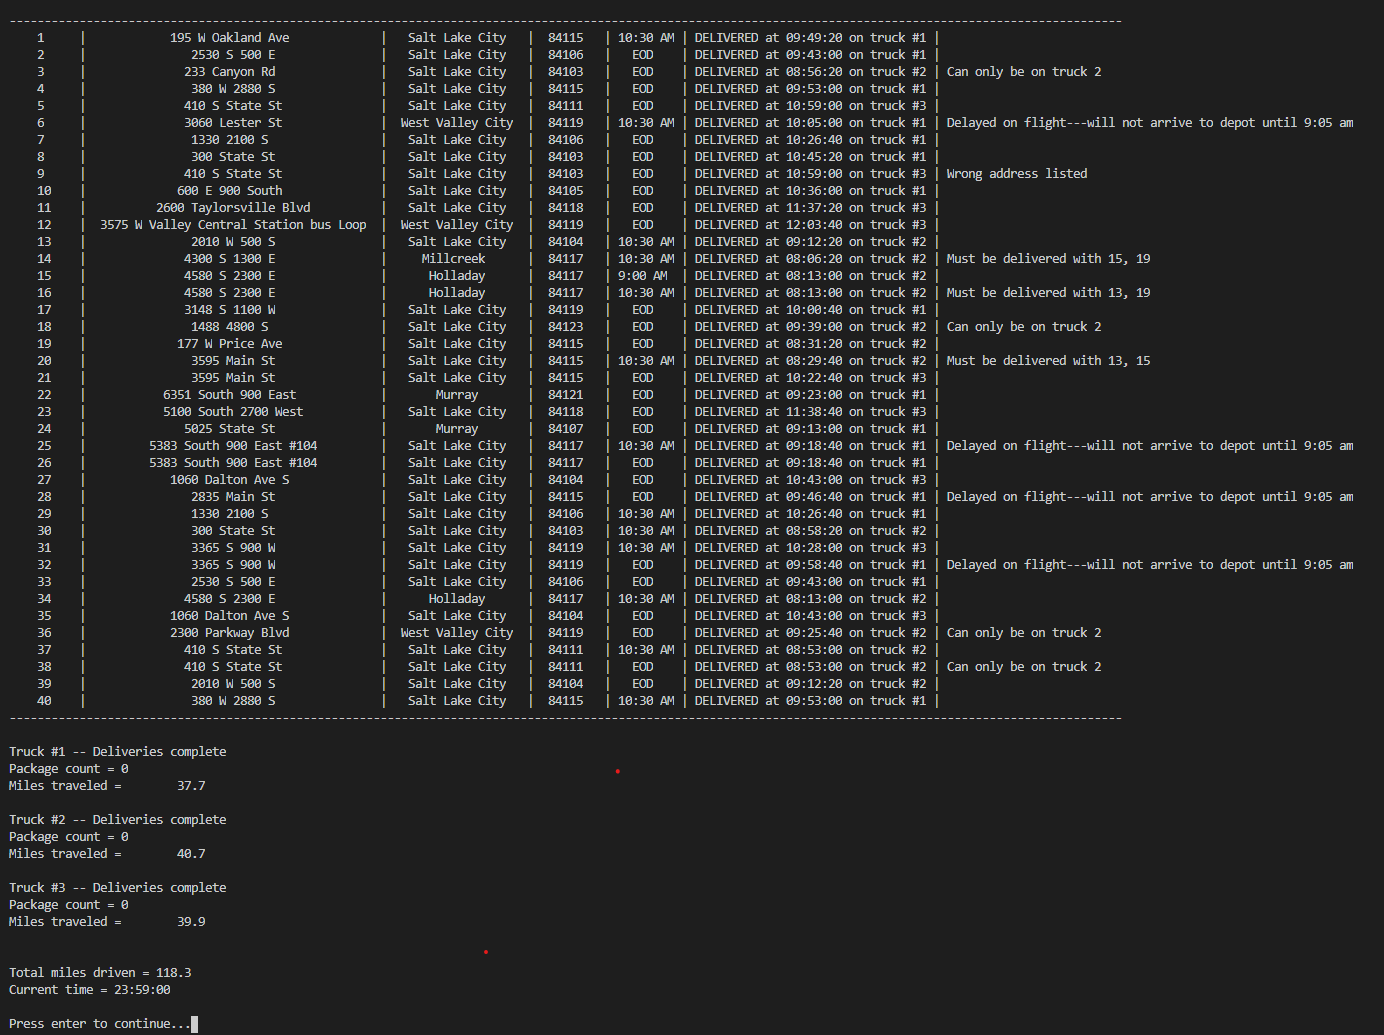 ---------------------------------------------------------------------------------------------------------------------------------------------------------------
1 | 195 W Oakland Ave | Salt Lake City | 84115 | 10:30 AM | DELIVERED at 09:49:20 on truck #1 |
2 | 2530 S 500 E | Salt Lake City | 84106 | EOD | DELIVERED at 09:43:00 on truck #1 |
3 | 233 Canyon Rd | Salt Lake City | 84103 | EOD | DELIVERED at 08:56:20 on truck #2 | Can only be on truck 2
4 | 380 W 2880 S | Salt Lake City | 84115 | EOD | DELIVERED at 09:53:00 on truck #1 |
5 | 410 S State St | Salt Lake City | 84111 | EOD | DELIVERED at 10:59:00 on truck #3 |
6 | 3060 Lester St | West Valley City | 84119 | 10:30 AM | DELIVERED at 10:05:00 on truck #1 | Delayed on flight---will not arrive to depot until 9:05 am
7 | 1330 2100 S | Salt Lake City | 84106 | EOD | DELIVERED at 10:26:40 on truck #1 |
8 | 300 State St | Salt Lake City | 84103 | EOD | DELIVERED at 10:45:20 on truck #1 |
9 | 410 S State St | Salt Lake City | 84103 | EOD | DELIVERED at 10:59:00 on truck #3 | Wrong address listed
10 | 600 E 900 South | Salt Lake City | 84105 | EOD | DELIVERED at 10:36:00 on truck #1 |
11 | 2600 Taylorsville Blvd | Salt Lake City | 84118 | EOD | DELIVERED at 11:37:20 on truck #3 |
12 | 3575 W Valley Central Station bus Loop | West Valley City | 84119 | EOD | DELIVERED at 12:03:40 on truck #3 |
13 | 2010 W 500 S | Salt Lake City | 84104 | 10:30 AM | DELIVERED at 09:12:20 on truck #2 |
14 | 4300 S 1300 E | Millcreek | 84117 | 10:30 AM | DELIVERED at 08:06:20 on truck #2 | Must be delivered with 15, 19
15 | 4580 S 2300 E | Holladay | 84117 | 9:00 AM | DELIVERED at 08:13:00 on truck #2 |
16 | 4580 S 2300 E | Holladay | 84117 | 10:30 AM | DELIVERED at 08:13:00 on truck #2 | Must be delivered with 13, 19
17 | 3148 S 1100 W | Salt Lake City | 84119 | EOD | DELIVERED at 10:00:40 on truck #1 |
18 | 1488 4800 S | Salt Lake City | 84123 | EOD | DELIVERED at 09:39:00 on truck #2 | Can only be on truck 2
19 | 177 W Price Ave | Salt Lake City | 84115 | EOD | DELIVERED at 08:31:20 on truck #2 |
20 | 3595 Main St | Salt Lake City | 84115 | 10:30 AM | DELIVERED at 08:29:40 on truck #2 | Must be delivered with 13, 15
21 | 3595 Main St | Salt Lake City | 84115 | EOD | DELIVERED at 10:22:40 on truck #3 |
22 | 6351 South 900 East | Murray | 84121 | EOD | DELIVERED at 09:23:00 on truck #1 |
23 | 5100 South 2700 West | Salt Lake City | 84118 | EOD | DELIVERED at 11:38:40 on truck #3 |
24 | 5025 State St | Murray | 84107 | EOD | DELIVERED at 09:13:00 on truck #1 |
25 | 5383 South 900 East #104 | Salt Lake City | 84117 | 10:30 AM | DELIVERED at 09:18:40 on truck #1 | Delayed on flight---will not arrive to depot until 9:05 am
26 | 5383 South 900 East #104 | Salt Lake City | 84117 | EOD | DELIVERED at 09:18:40 on truck #1 |
27 | 1060 Dalton Ave S | Salt Lake City | 84104 | EOD | DELIVERED at 10:43:00 on truck #3 |
28 | 2835 Main St | Salt Lake City | 84115 | EOD | DELIVERED at 09:46:40 on truck #1 | Delayed on flight---will not arrive to depot until 9:05 am
29 | 1330 2100 S | Salt Lake City | 84106 | 10:30 AM | DELIVERED at 10:26:40 on truck #1 |
30 | 300 State St | Salt Lake City | 84103 | 10:30 AM | DELIVERED at 08:58:20 on truck #2 |
31 | 3365 S 900 W | Salt Lake City | 84119 | 10:30 AM | DELIVERED at 10:28:00 on truck #3 |
32 | 3365 S 900 W | Salt Lake City | 84119 | EOD | DELIVERED at 09:58:40 on truck #1 | Delayed on flight---will not arrive to depot until 9:05 am
33 | 2530 S 500 E | Salt Lake City | 84106 | EOD | DELIVERED at 09:43:00 on truck #1 |
34 | 4580 S 2300 E | Holladay | 84117 | 10:30 AM | DELIVERED at 08:13:00 on truck #2 |
35 | 1060 Dalton Ave S | Salt Lake City | 84104 | EOD | DELIVERED at 10:43:00 on truck #3 |
36 | 2300 Parkway Blvd | West Valley City | 84119 | EOD | DELIVERED at 09:25:40 on truck #2 | Can only be on truck 2
37 | 410 S State St | Salt Lake City | 84111 | 10:30 AM | DELIVERED at 08:53:00 on truck #2 |
38 | 410 S State St | Salt Lake City | 84111 | EOD | DELIVERED at 08:53:00 on truck #2 | Can only be on truck 2
39 | 2010 W 500 S | Salt Lake City | 84104 | EOD | DELIVERED at 09:12:20 on truck #2 |
40 | 380 W 2880 S | Salt Lake City | 84115 | 10:30 AM | DELIVERED at 09:53:00 on truck #1 |
---------------------------------------------------------------------------------------------------------------------------------------------------------------
Truck #1 -- Deliveries complete
Package count = 0
Miles traveled = 37.7
Truck #2 -- Deliveries complete
Package count = 0
Miles traveled = 40.7
Truck #3 -- Deliveries complete
Package count = 0
Miles traveled = 39.9
Total miles driven = 118.3
Current time = 23:59:00
Press enter to continue...